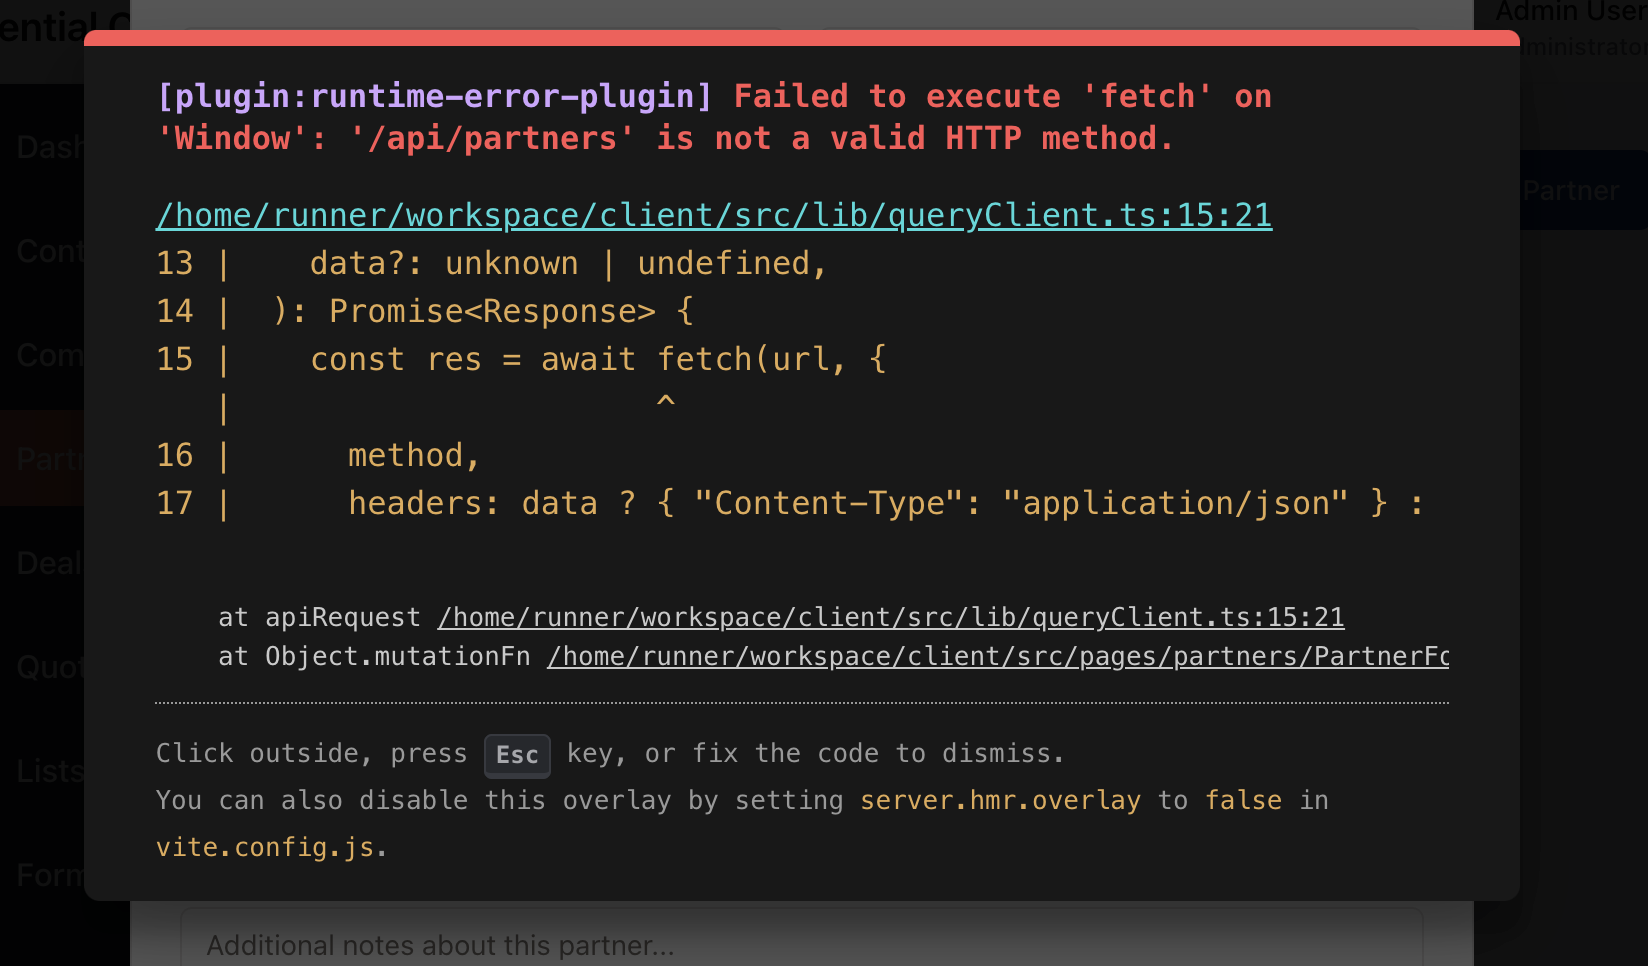 Admin User
[plugin:runtime-error-plugin] Failed to execute 'fetch' on
'Window': '/api/partners' is not a valid HTTP method.
/home/runner/workspace/client/src/lib/queryClient.ts:15:21
13 |    data?: unknown | undefined,
14 |  ): Promise<Response> {
15 |    const res = await fetch(url, {
   |                      ^
16 |      method,
17 |      headers: data ? { "Content-Type": "application/json" } :
at apiRequest /home/runner/workspace/client/src/lib/queryClient.ts:15:21
at Object.mutationFn /home/runner/workspace/client/src/pages/partners/PartnerFo
Click outside, press Esc key, or fix the code to dismiss.
You can also disable this overlay by setting server.hmr.overlay to false in
vite.config.js.
Partner
Dash
Cont
Com
Partn
Deal
Quot
Lists
Form
Additional notes about this partner...